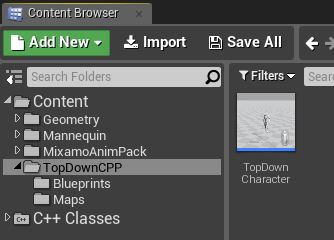 Content Browser
Add New
Import
Save All
Search Folders
Filters
Content
Geometry
Mannequin
MixamoAnimPack
TopDownCPP
Blueprints
Maps
C++ Classes
TopDown
Character